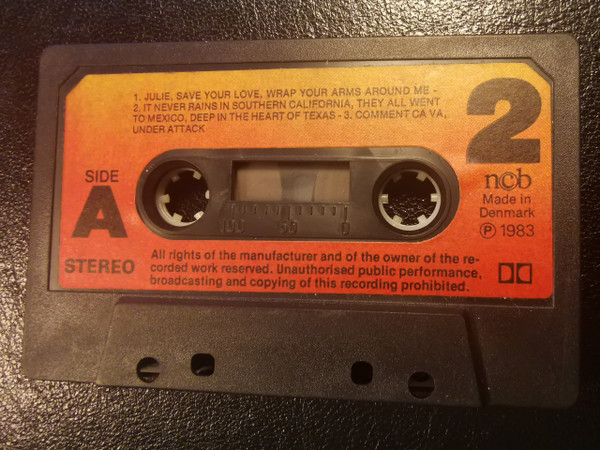 1. JULIE, SAVE YOUR LOVE, WRAP YOUR ARMS AROUND ME -
2. IT NEVER RAINS IN SOUTHERN CALIFORNIA, THEY ALL WENT
TO MEXICO, DEEP IN THE HEART OF TEXAS - 3. COMMENT CA VA,
UNDER ATTACK
2
SIDE
A
STEREO
100 50 0
ncb
Made in
Denmark
Ⓟ 1983
All rights of the manufacturer and of the owner of the re-
corded work reserved. Unauthorised public performance,
broadcasting and copying of this recording prohibited.